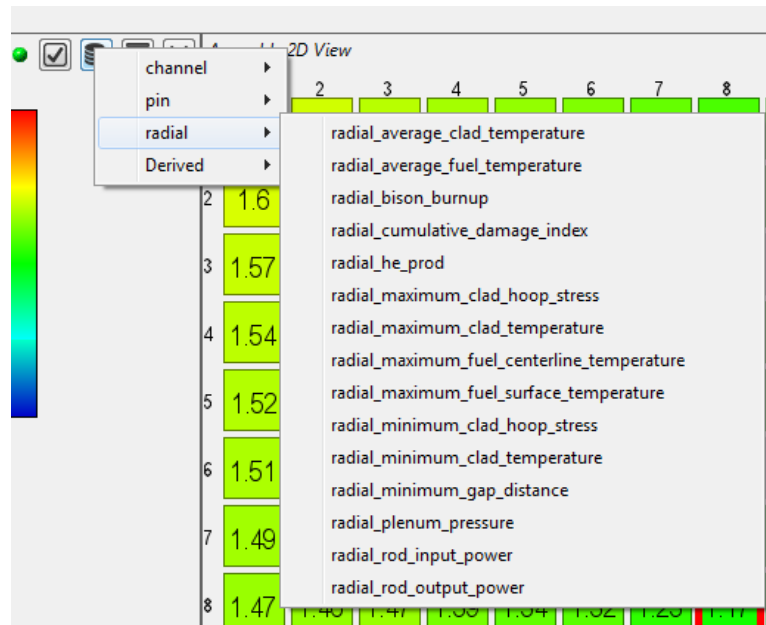 2D View
channel
pin
radial
Derived
2 3 4 5 6 7 8
radial_average_clad_temperature
radial_average_fuel_temperature
radial_bison_burnup
radial_cumulative_damage_index
radial_he_prod
radial_maximum_clad_hoop_stress
radial_maximum_clad_temperature
radial_maximum_fuel_centerline_temperature
radial_maximum_fuel_surface_temperature
radial_minimum_clad_hoop_stress
radial_minimum_clad_temperature
radial_minimum_gap_distance
radial_plenum_pressure
radial_rod_input_power
radial_rod_output_power
2 1.6
3 1.57
4 1.54
5 1.52
6 1.51
7 1.49
8 1.47